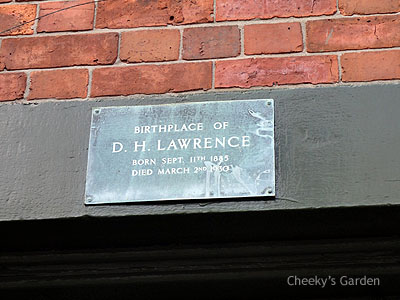 BIRTHPLACE OF
D. H. LAWRENCE
BORN SEPT. 11TH 1885
DIED MARCH 2ND 1930
Cheeky's Garden